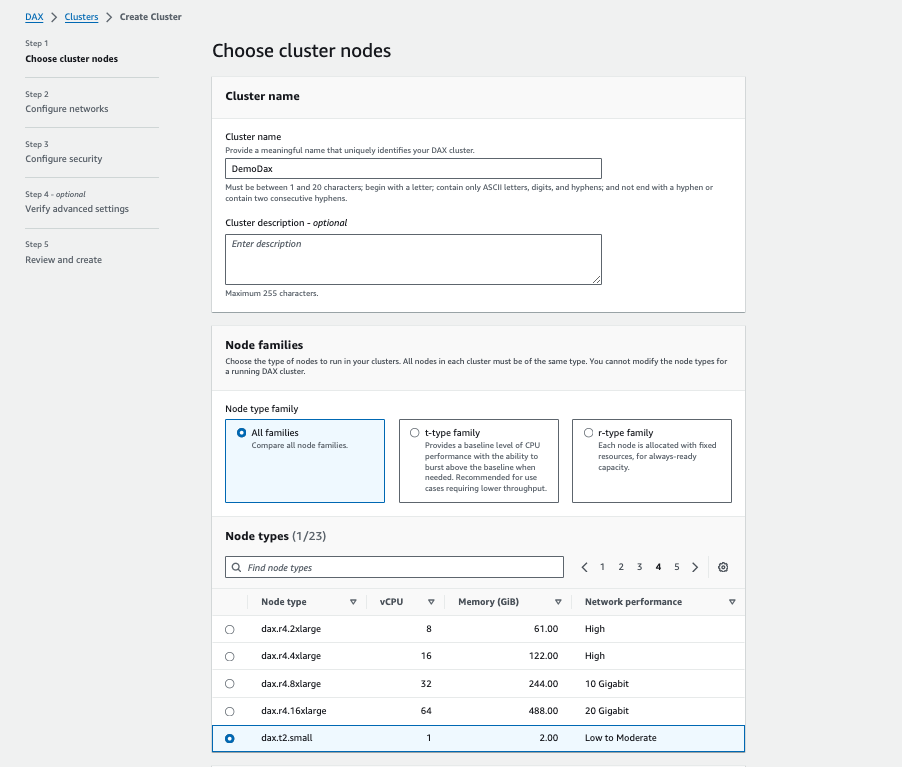 DAX > Clusters > Create Cluster
Step 1
Choose cluster nodes
Step 2
Configure networks
Step 3
Configure security
Step 4 - optional
Verify advanced settings
Step 5
Review and create
Choose cluster nodes
Cluster name
Cluster name
Provide a meaningful name that uniquely identifies your DAX cluster.
DemoDax
Must be between 1 and 20 characters; begin with a letter; contain only ASCII letters, digits, and hyphens; and not end with a hyphen or
contain two consecutive hyphens.
Cluster description - optional
Enter description
Maximum 255 characters.
Node families
Choose the type of nodes to run in your clusters. All nodes in each cluster must be of the same type. You cannot modify the node types for
a running DAX cluster.
Node type family
All families
Compare all node families.
t-type family
Provides a baseline level of CPU
performance with the ability to
burst above the baseline when
needed. Recommended for use
cases requiring lower throughput.
r-type family
Each node is allocated with fixed
resources, for always-ready
capacity.
Node types (1/23)
Find node types
1 2 3 4 5
Node type vCPU Memory (GiB) Network performance
dax.r4.2xlarge 8 61.00 High
dax.r4.4xlarge 16 122.00 High
dax.r4.8xlarge 32 244.00 10 Gigabit
dax.r4.16xlarge 64 488.00 20 Gigabit
dax.t2.small 1 2.00 Low to Moderate